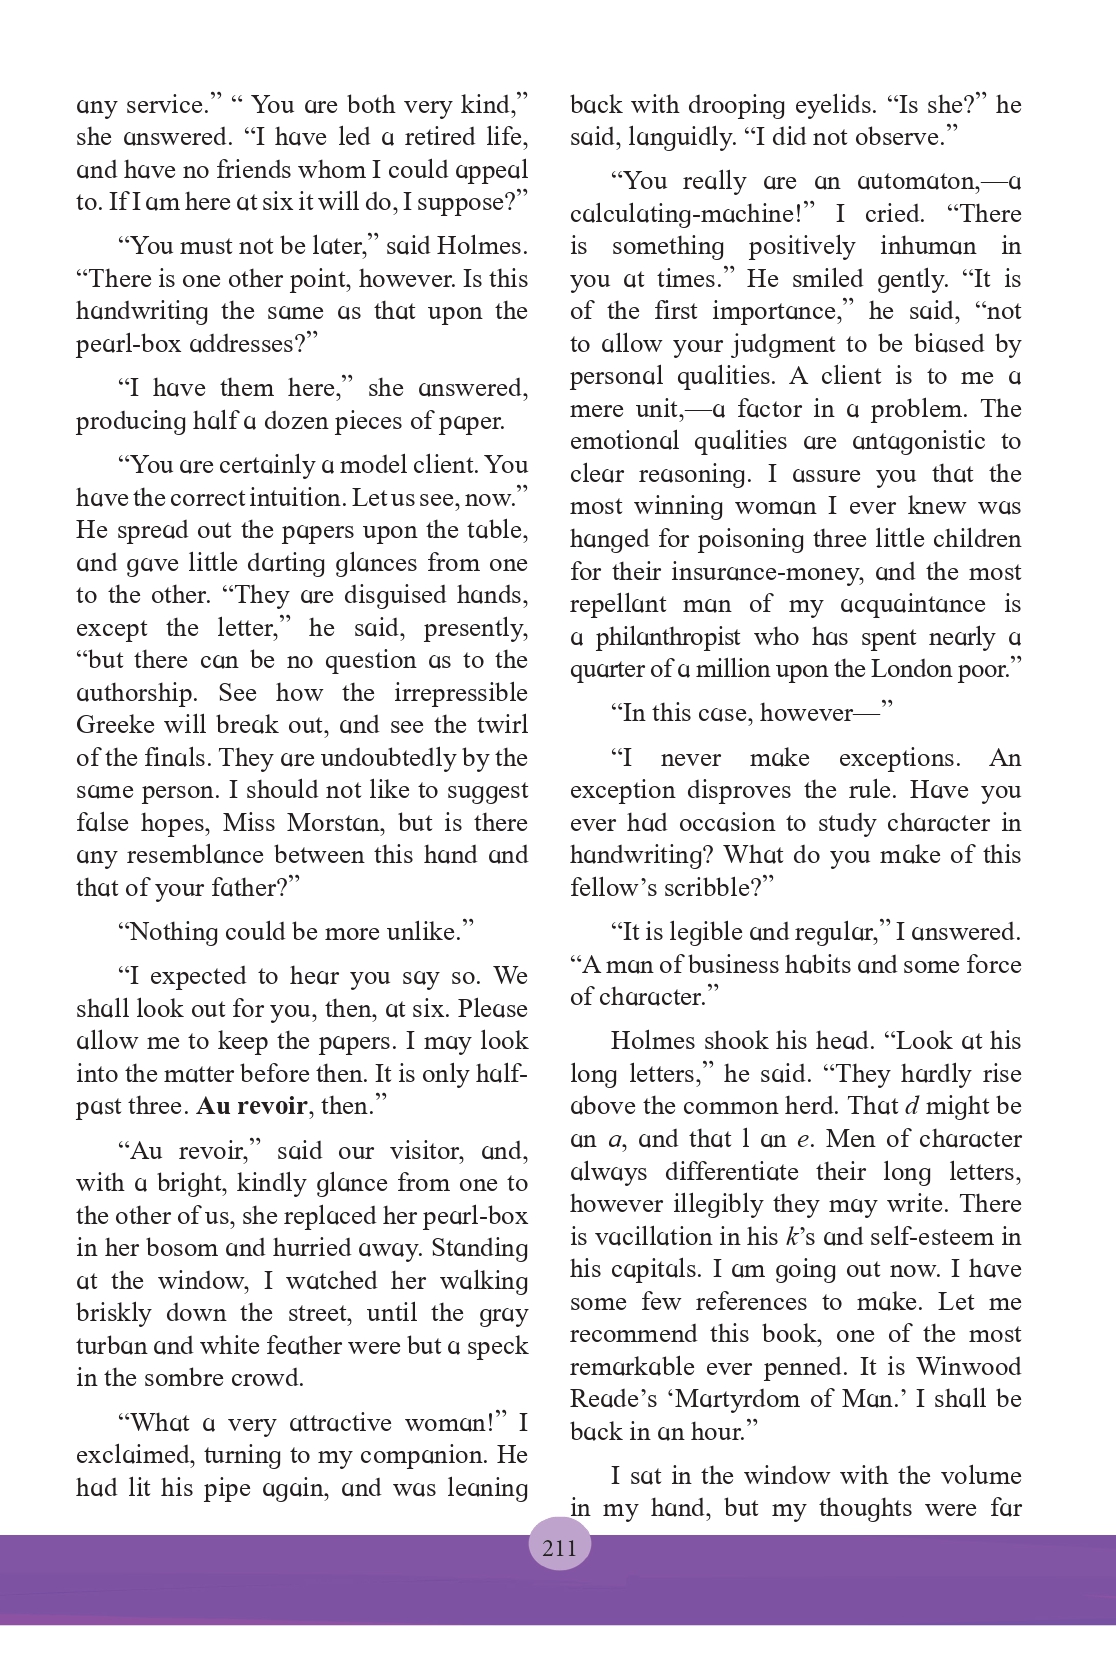 any service.” “ You are both very kind,”
she answered. “I have led a retired life,
and have no friends whom I could appeal
to. If I am here at six it will do, I suppose?”
“You must not be later,” said Holmes.
“There is one other point, however. Is this
handwriting the same as that upon the
pearl-box addresses?”
“I have them here,” she answered,
producing half a dozen pieces of paper.
“You are certainly a model client. You
have the correct intuition. Let us see, now.”
He spread out the papers upon the table,
and gave little darting glances from one
to the other. “They are disguised hands,
except the letter,” he said, presently,
“but there can be no question as to the
authorship. See how the irrepressible
Greeke will break out, and see the twirl
of the finals. They are undoubtedly by the
same person. I should not like to suggest
false hopes, Miss Morstan, but is there
any resemblance between this hand and
that of your father?”
“Nothing could be more unlike.”
“I expected to hear you say so. We
shall look out for you, then, at six. Please
allow me to keep the papers. I may look
into the matter before then. It is only half-
past three. Au revoir, then.”
“Au revoir,” said our visitor, and,
with a bright, kindly glance from one to
the other of us, she replaced her pearl-box
in her bosom and hurried away. Standing
at the window, I watched her walking
briskly down the street, until the gray
turban and white feather were but a speck
in the sombre crowd.
“What a very attractive woman!” I
exclaimed, turning to my companion. He
had lit his pipe again, and was leaning
back with drooping eyelids. “Is she?” he
said, languidly. “I did not observe.”
“You really are an automaton,—a
calculating-machine!” I cried. “There
is something positively inhuman in
you at times.” He smiled gently. “It is
of the first importance,” he said, “not
to allow your judgment to be biased by
personal qualities. A client is to me a
mere unit,—a factor in a problem. The
emotional qualities are antagonistic to
clear reasoning. I assure you that the
most winning woman I ever knew was
hanged for poisoning three little children
for their insurance-money, and the most
repellant man of my acquaintance is
a philanthropist who has spent nearly a
quarter of a million upon the London poor.”
“In this case, however—”
“I never make exceptions. An
exception disproves the rule. Have you
ever had occasion to study character in
handwriting? What do you make of this
fellow’s scribble?”
“It is legible and regular,” I answered.
“A man of business habits and some force
of character.”
Holmes shook his head. “Look at his
long letters,” he said. “They hardly rise
above the common herd. That d might be
an a, and that l an e. Men of character
always differentiate their long letters,
however illegibly they may write. There
is vacillation in his k’s and self-esteem in
his capitals. I am going out now. I have
some few references to make. Let me
recommend this book, one of the most
remarkable ever penned. It is Winwood
Reade’s ‘Martyrdom of Man.’ I shall be
back in an hour.”
I sat in the window with the volume
in my hand, but my thoughts were far
211